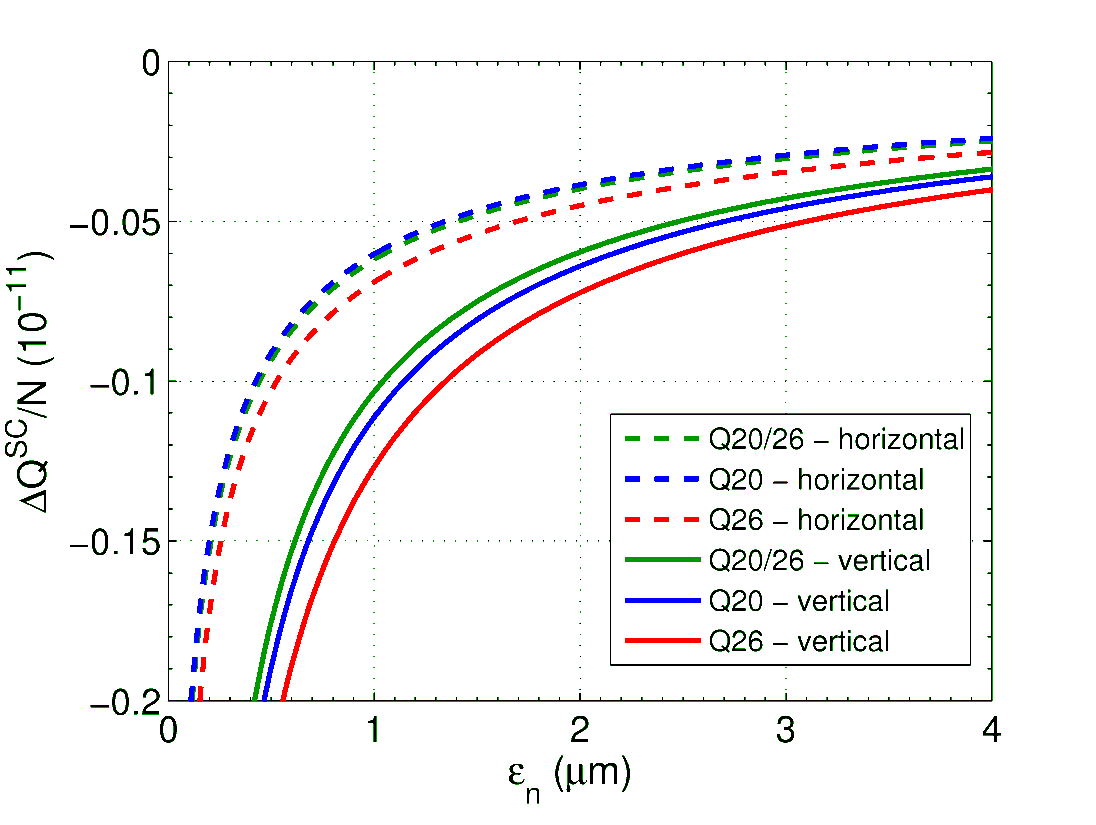 0
−0.05
−0.1
−0.15
−0.2
ΔQ^SC/N (10^−11)
Q20/26 − horizontal
Q20 − horizontal
Q26 − horizontal
Q20/26 − vertical
Q20 − vertical
Q26 − vertical
0 1 2 3 4
ε_n (μm)